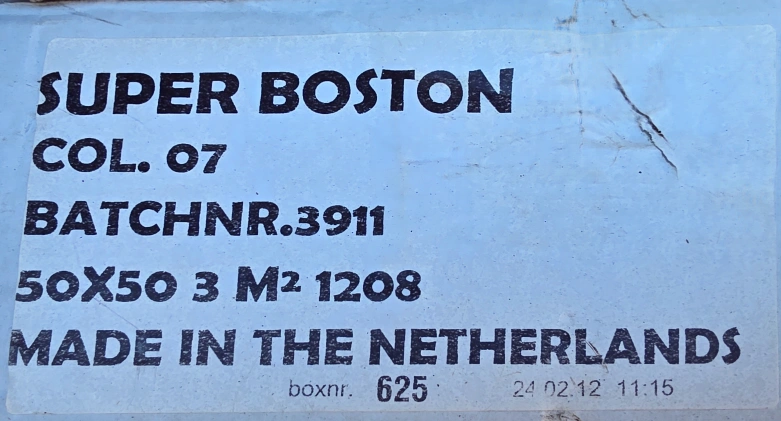 SUPER BOSTON
COL. 07
BATCHNR.3911
50X50 3 M² 1208
MADE IN THE NETHERLANDS
boxnr. 625 24.02.12 11:15